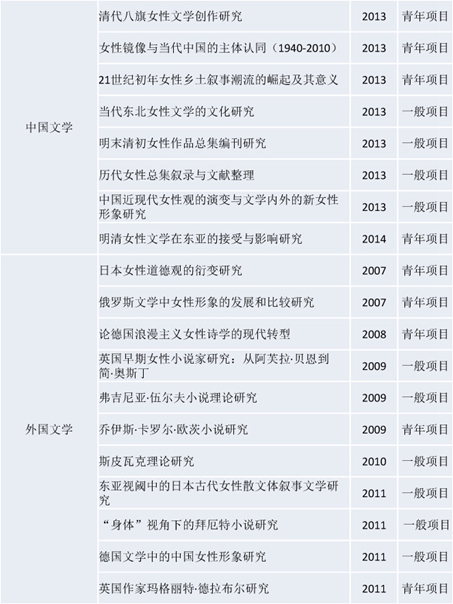 清代八旗女性文学创作研究 2013 青年项目
女性镜像与当代中国的主体认同（1940-2010） 2013 青年项目
21世纪初年女性乡土叙事潮流的崛起及其意义 2013 青年项目
当代东北女性文学的文化研究 2013 一般项目
中国文学
明末清初女性作品总集编刊研究 2013 一般项目
历代女性总集叙录与文献整理 2013 一般项目
中国近现代女性观的演变与文学内外的新女性
形象研究 2013 一般项目
明清女性文学在东亚的接受与影响研究 2014 青年项目
日本女性道德观的衍变研究 2007 青年项目
俄罗斯文学中女性形象的发展和比较研究 2007 青年项目
论德国浪漫主义女性诗学的现代转型 2008 青年项目
英国早期女性小说家研究：从阿芙拉·贝恩到
简·奥斯丁 2009 一般项目
弗吉尼亚·伍尔夫小说理论研究 2009 一般项目
外国文学
乔伊斯·卡罗尔·欧茨小说研究 2009 青年项目
斯皮瓦克理论研究 2010 一般项目
东亚视阈中的日本古代女性散文体叙事文学研
究 2011 一般项目
“身体”视角下的拜厄特小说研究 2011 一般项目
德国文学中的中国女性形象研究 2011 一般项目
英国作家玛格丽特·德拉布尔研究 2011 青年项目